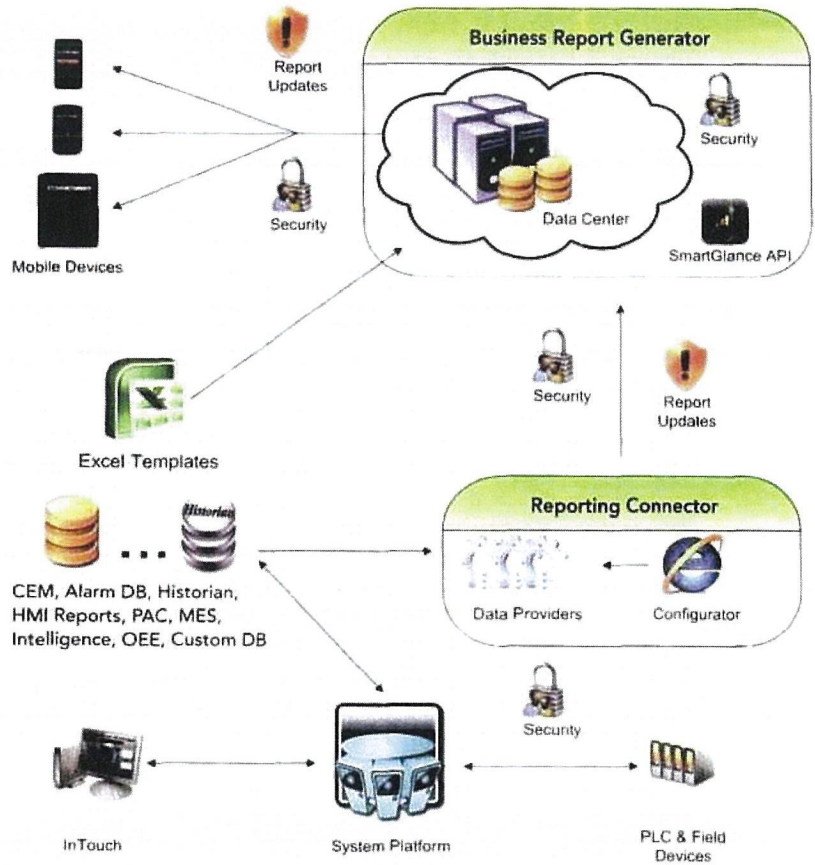 Business Report Generator
Report
Updates
Security
Security
Data Center
SmartGlance API
Mobile Devices
Security
Report
Updates
Excel Templates
Historian
Reporting Connector
CEM, Alarm DB, Historian,
HMI Reports, PAC, MES,
Intelligence, OEE, Custom DB
Data Providers
Configurator
Security
InTouch
System Platform
PLC & Field
Devices